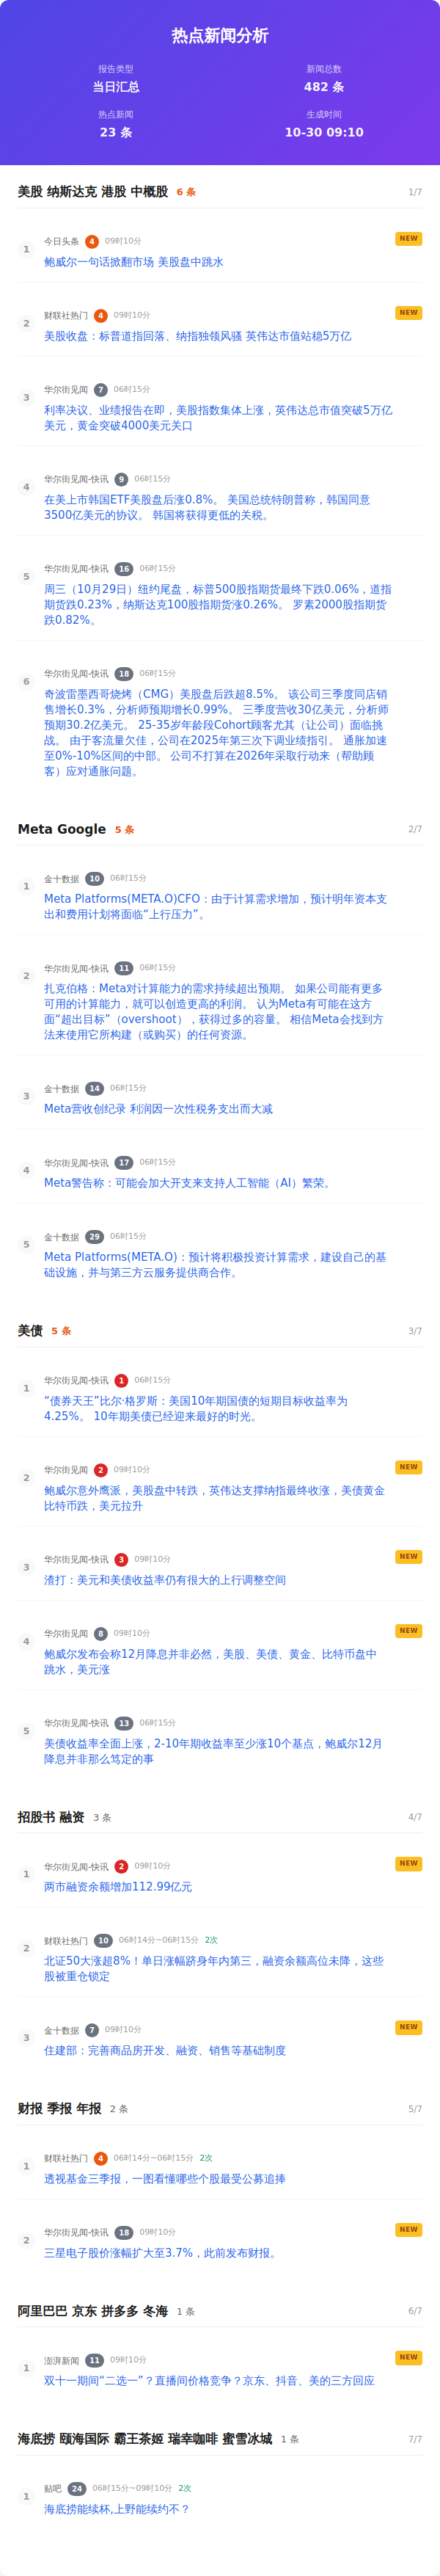 热点新闻分析
报告类型
新闻总数
当日汇总
482 条
热点新闻
生成时间
23 条
10-30 09:10
美股 纳斯达克 港股 中概股 6 条 1/7
1 今日头条 4 09时10分 NEW
鲍威尔一句话掀翻市场 美股盘中跳水
2 财联社热门 4 09时10分 NEW
美股收盘：标普道指回落、纳指独领风骚 英伟达市值站稳5万亿
3 华尔街见闻 7 06时15分
利率决议、业绩报告在即，美股指数集体上涨，英伟达总市值突破5万亿
美元，黄金突破4000美元关口
4 华尔街见闻-快讯 9 06时15分
在美上市韩国ETF美股盘后涨0.8%。 美国总统特朗普称，韩国同意
3500亿美元的协议。 韩国将获得更低的关税。
5 华尔街见闻-快讯 16 06时15分
周三（10月29日）纽约尾盘，标普500股指期货最终下跌0.06%，道指
期货跌0.23%，纳斯达克100股指期货涨0.26%。 罗素2000股指期货
跌0.82%。
6 华尔街见闻-快讯 18 06时15分
奇波雷墨西哥烧烤（CMG）美股盘后跌超8.5%。 该公司三季度同店销
售增长0.3%，分析师预期增长0.99%。 三季度营收30亿美元，分析师
预期30.2亿美元。 25-35岁年龄段Cohort顾客尤其（让公司）面临挑
战。 由于客流量欠佳，公司在2025年第三次下调业绩指引。 通胀加速
至0%-10%区间的中部。 公司不打算在2026年采取行动来（帮助顾
客）应对通胀问题。
Meta Google 5 条 2/7
1 金十数据 10 06时15分
Meta Platforms(META.O)CFO：由于计算需求增加，预计明年资本支
出和费用计划将面临“上行压力”。
2 华尔街见闻-快讯 11 06时15分
扎克伯格：Meta对计算能力的需求持续超出预期。 如果公司能有更多
可用的计算能力，就可以创造更高的利润。 认为Meta有可能在这方
面“超出目标”（overshoot），获得过多的容量。 相信Meta会找到方
法来使用它所构建（或购买）的任何资源。
3 金十数据 14 06时15分
Meta营收创纪录 利润因一次性税务支出而大减
4 华尔街见闻-快讯 17 06时15分
Meta警告称：可能会加大开支来支持人工智能（AI）繁荣。
5 金十数据 29 06时15分
Meta Platforms(META.O)：预计将积极投资计算需求，建设自己的基
础设施，并与第三方云服务提供商合作。
美债 5 条 3/7
1 华尔街见闻-快讯 1 06时15分
“债券天王”比尔·格罗斯：美国10年期国债的短期目标收益率为
4.25%。 10年期美债已经迎来最好的时光。
2 华尔街见闻 2 09时10分 NEW
鲍威尔意外鹰派，美股盘中转跌，英伟达支撑纳指最终收涨，美债黄金
比特币跌，美元拉升
3 华尔街见闻-快讯 3 09时10分 NEW
渣打：美元和美债收益率仍有很大的上行调整空间
4 华尔街见闻 8 09时10分 NEW
鲍威尔发布会称12月降息并非必然，美股、美债、黄金、比特币盘中
跳水，美元涨
5 华尔街见闻-快讯 13 06时15分
美债收益率全面上涨，2-10年期收益率至少涨10个基点，鲍威尔12月
降息并非那么笃定的事
招股书 融资 3 条 4/7
1 华尔街见闻-快讯 2 09时10分 NEW
两市融资余额增加112.99亿元
2 财联社热门 10 06时14分~06时15分 2次
北证50大涨超8%！单日涨幅跻身年内第三，融资余额高位未降，这些
股被重仓锁定
3 金十数据 7 09时10分 NEW
住建部：完善商品房开发、融资、销售等基础制度
财报 季报 年报 2 条 5/7
1 财联社热门 4 06时14分~06时15分 2次
透视基金三季报，一图看懂哪些个股最受公募追捧
2 华尔街见闻-快讯 18 09时10分 NEW
三星电子股价涨幅扩大至3.7%，此前发布财报。
阿里巴巴 京东 拼多多 冬海 1 条 6/7
1 澎湃新闻 11 09时10分 NEW
双十一期间“二选一”？直播间价格竞争？京东、抖音、美的三方回应
海底捞 颐海国际 霸王茶姬 瑞幸咖啡 蜜雪冰城 1 条 7/7
1 贴吧 24 06时15分~09时10分 2次
海底捞能续杯,上野能续约不？